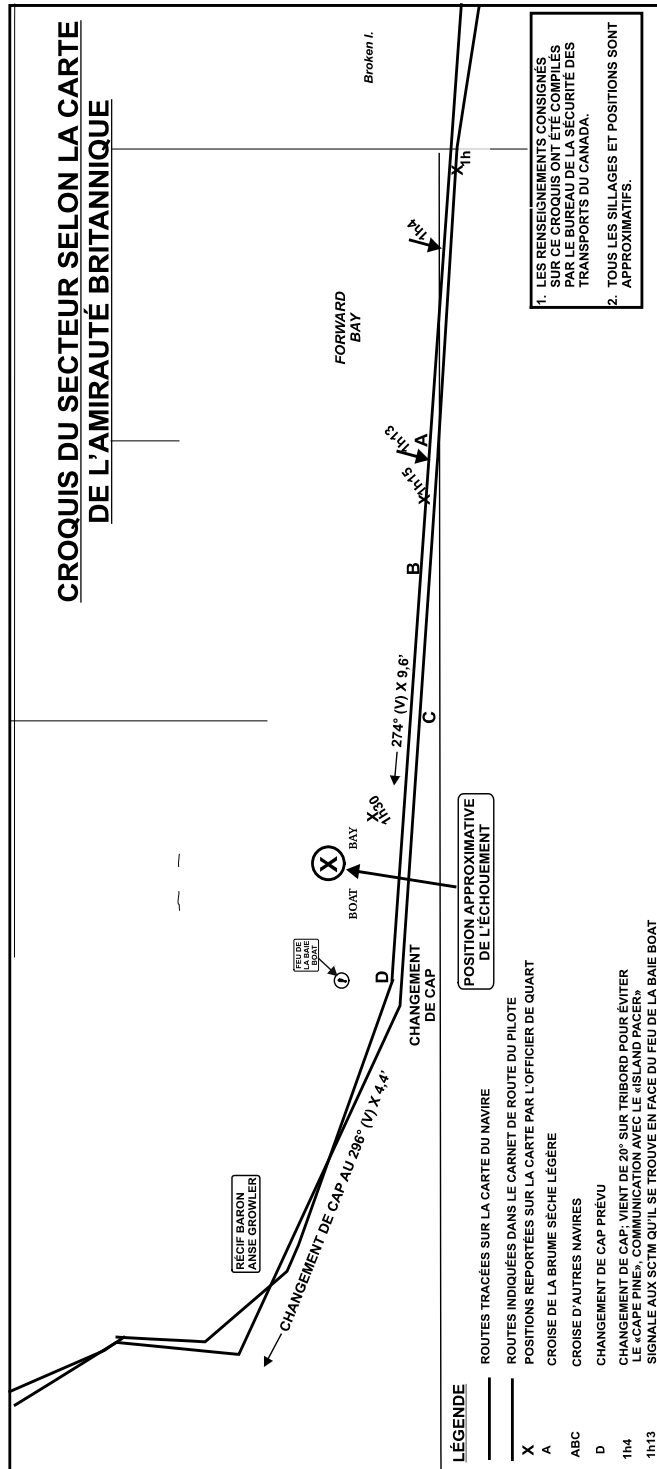 CROQUIS DU SECTEUR SELON LA CARTE
DE L'AMIRAUTÉ BRITANNIQUE
Broken I.
FORWARD
BAY
1h
1h4
1h13
A
1h15
B
C
274° (V) X 9,6'
1h30
X
BOAT BAY
FEU DE
LA BAIE
BOAT
D
CHANGEMENT
DE CAP
POSITION APPROXIMATIVE
DE L'ÉCHOUEMENT
RÉCIF BARON
ANSE GROWLER
CHANGEMENT DE CAP AU 296° (V) X 4,4'
1. LES RENSEIGNEMENTS CONSIGNÉS
SUR CE CROQUIS ONT ÉTÉ COMPILÉS
PAR LE BUREAU DE LA SÉCURITÉ DES
TRANSPORTS DU CANADA.
2. TOUS LES SILLAGES ET POSITIONS SONT
APPROXIMATIFS.
LÉGENDE
ROUTES TRACÉES SUR LA CARTE DU NAVIRE
ROUTES INDIQUÉES DANS LE CARNET DE ROUTE DU PILOTE
X POSITIONS REPORTÉES SUR LA CARTE PAR L'OFFICIER DE QUART
A CROISE DE LA BRUME SÈCHE LÉGÈRE
ABC CROISE D'AUTRES NAVIRES
D CHANGEMENT DE CAP PRÉVU
1h4 CHANGEMENT DE CAP; VIENT DE 20° SUR TRIBORD POUR ÉVITER
LE «CAPE PINE», COMMUNICATION AVEC LE «ISLAND PACER»
1h13 SIGNALE AUX SCTM QU'IL SE TROUVE EN FACE DU FEU DE LA BAIE BOAT